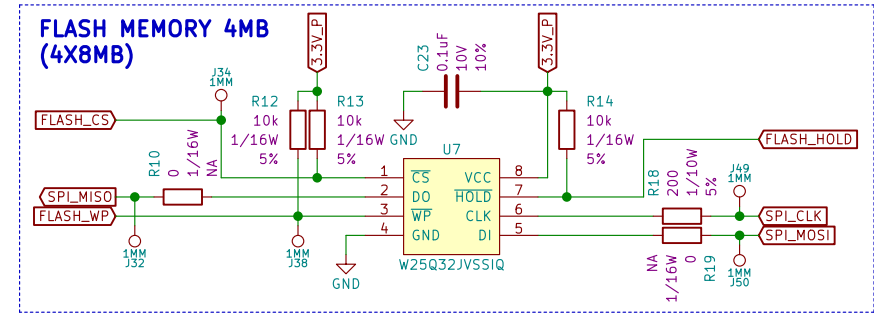 FLASH MEMORY 4MB
(4X8MB)
3.3V_P
C23
0.1uF
10V
10%
3.3V_P
J34
1MM
R12
10k
1/16W
5%
R13
10k
1/16W
5%
GND
R14
10k
1/16W
5%
FLASH_CS
FLASH_HOLD
R10
0
1/16W
NA
U7
1
CS
VCC
8
2
DO
HOLD
7
3
WP
CLK
6
4
GND
DI
5
W25Q32JVSSIQ
SPI_MISO
FLASH_WP
1MM
J32
1MM
J38
GND
R18
200
1/10W
5%
J49
1MM
SPI_CLK
SPI_MOSI
NA
1/16W
0
R19
1MM
J50